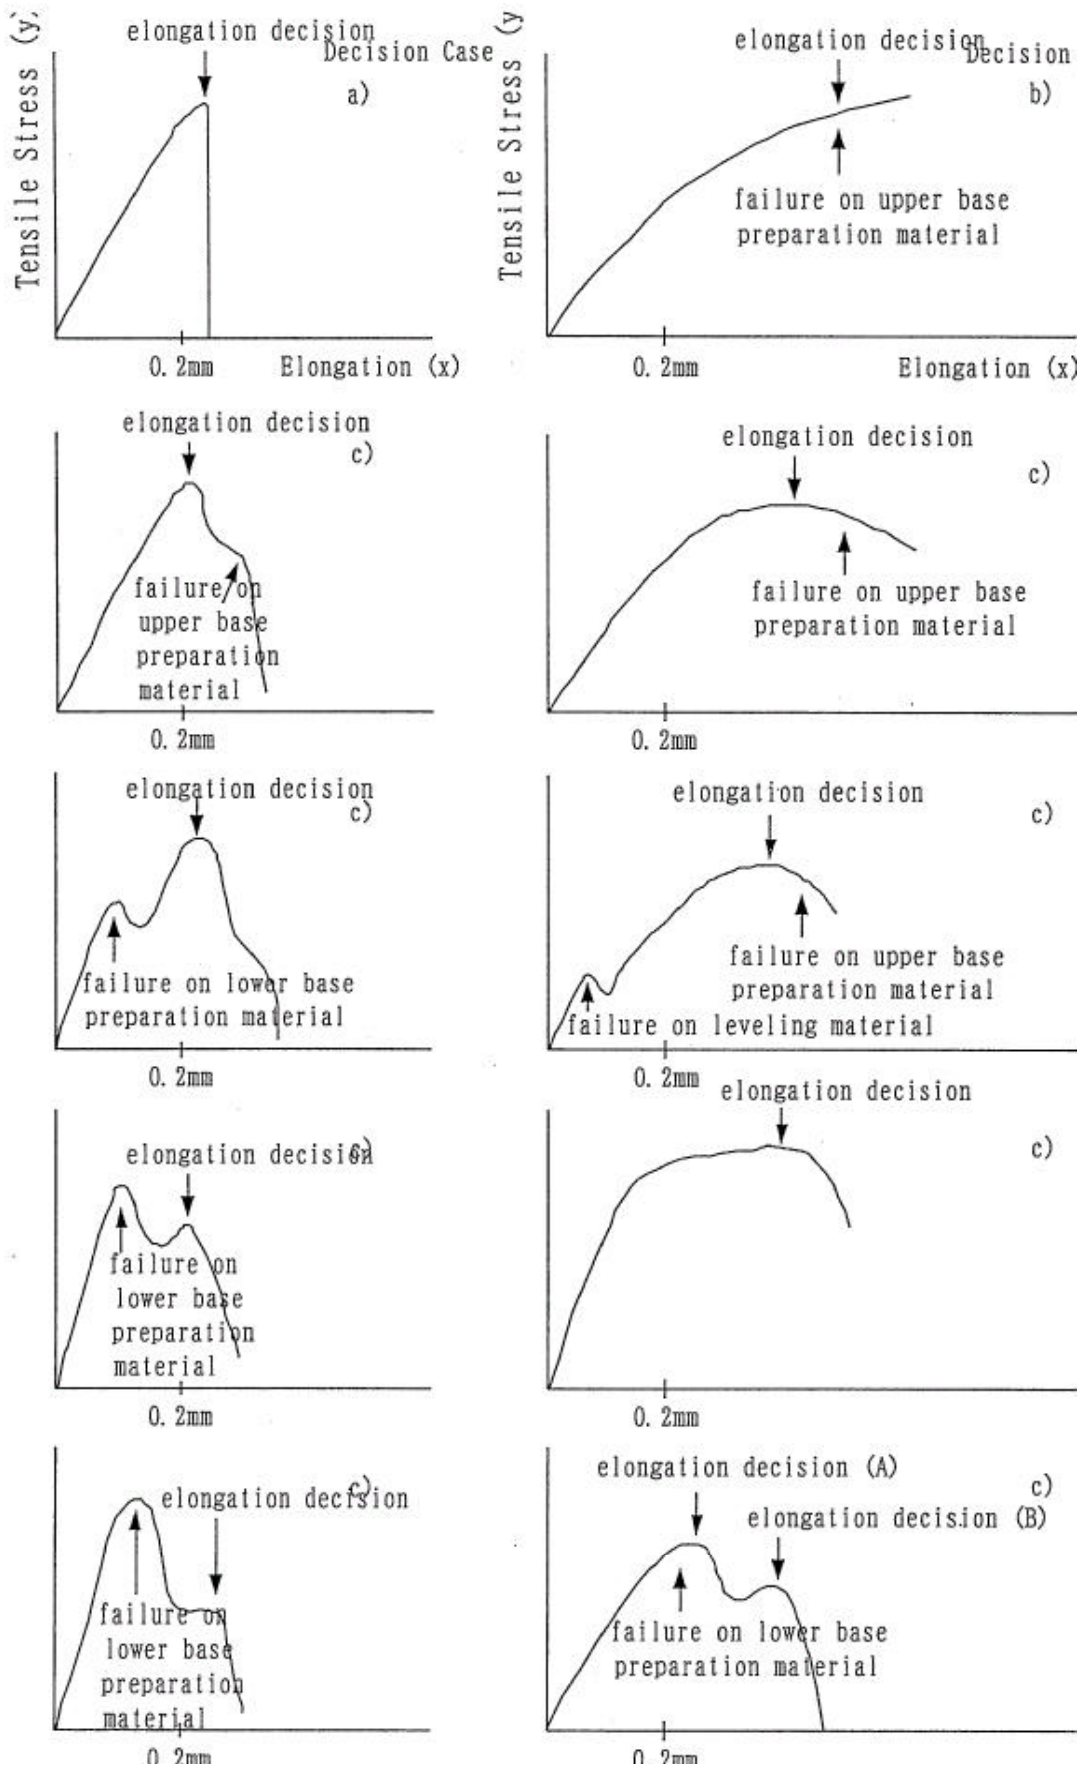 Tensile Stress (y)
elongation decision
Decision Case
a)
0.2mm
Elongation (x)
Tensile Stress (y
elongation decision
Decision
b)
failure on upper base
preparation material
0.2mm
Elongation (x)
elongation decision
c)
failure on
upper base
preparation
material
0.2mm
elongation decision
c)
failure on upper base
preparation material
0.2mm
elongation decision
c)
failure on lower base
preparation material
0.2mm
elongation decision
c)
failure on upper base
preparation material
failure on leveling material
0.2mm
elongation decision
c)
failure on
lower base
preparation
material
0.2mm
elongation decision
c)
0.2mm
elongation decision
c)
failure on
lower base
preparation
material
0.2mm
elongation decision (A)
c)
elongation decision (B)
failure on lower base
preparation material
0.2mm